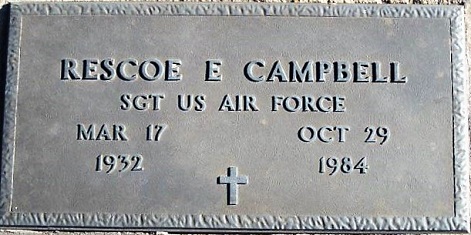 RESCOE E CAMPBELL
SGT US AIR FORCE
MAR 17 OCT 29
1932 1984